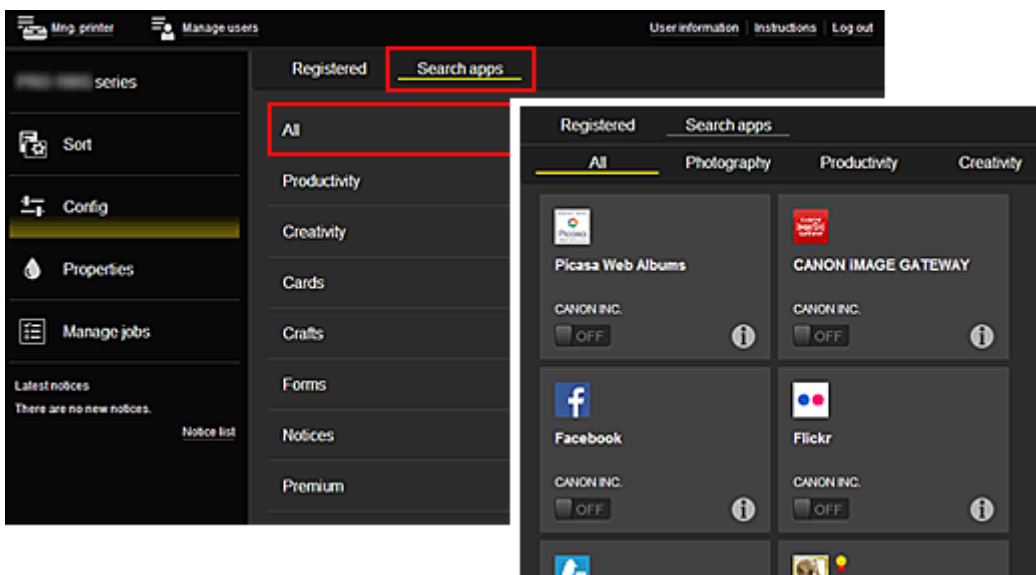 Mng. printer Manage users User information Instructions Log out
series
Sort
Config
Properties
Manage jobs
Latest notices
There are no new notices.
Notice list
Registered Search apps
All
Productivity
Creativity
Cards
Crafts
Forms
Notices
Premium
Registered Search apps
All Photography Productivity Creativity
Picasa
Picasa Web Albums
CANON INC.
OFF
CANON iMAGE GATEWAY
CANON INC.
OFF
Facebook
CANON INC.
OFF
Flickr
CANON INC.
OFF